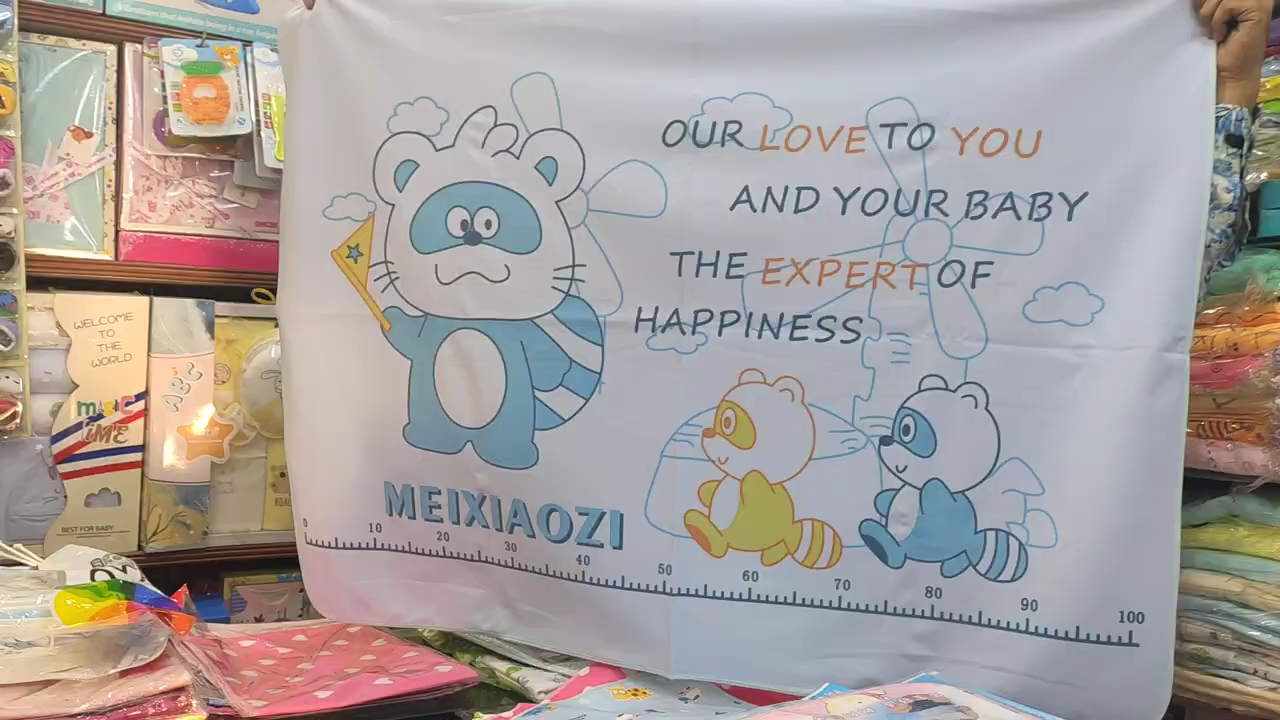 OUR LOVE TO YOU
AND YOUR BABY
THE EXPERT OF
HAPPINESS
MEIXIAOZI
0 10 20 30 40 50 60 70 80 90 100
WELCOME
TO
THE
WORLD
ABC
BEST FOR BABY